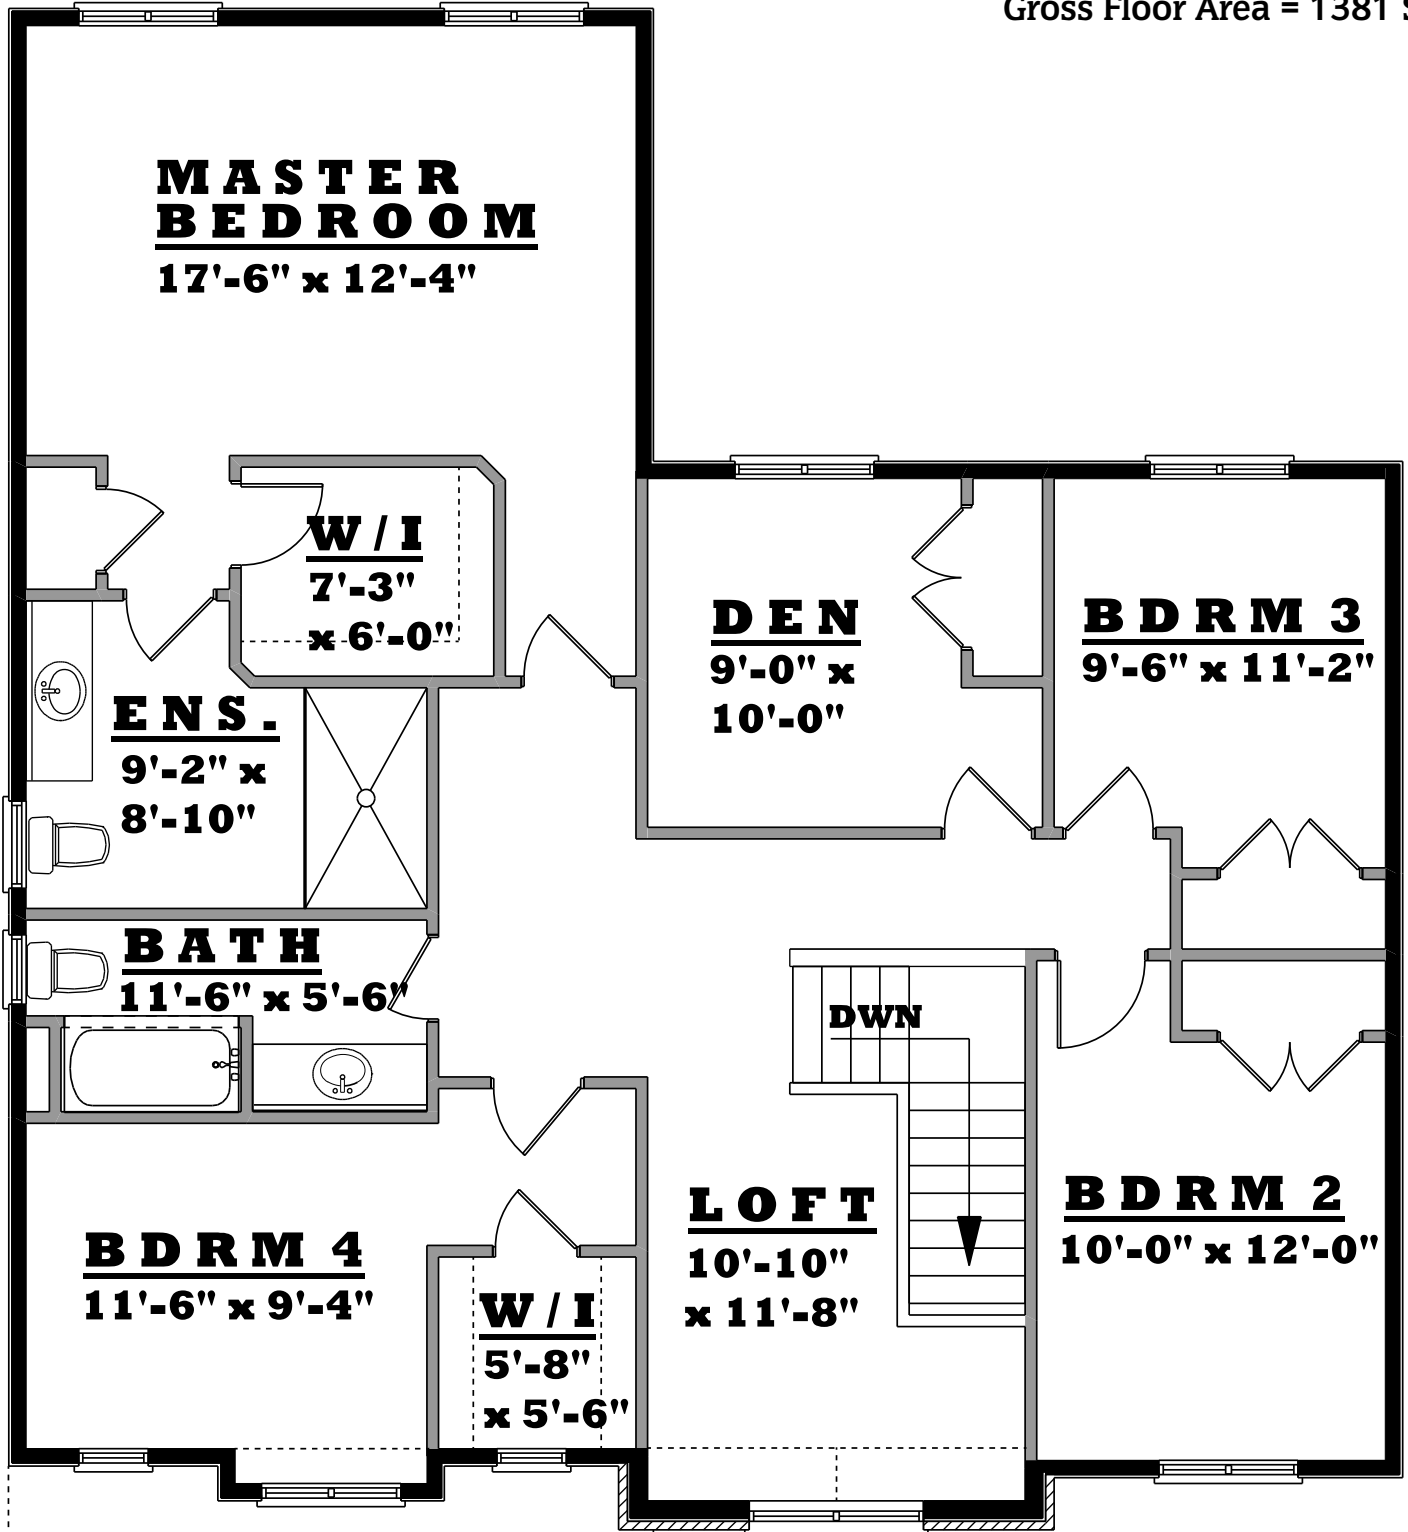 Gross Floor Area = 1381
MASTER
BEDROOM
17'-6" x 12'-4"
W/I
7'-3"
x 6'-0"
DEN
9'-0" x
10'-0"
BDRM 3
9'-6" x 11'-2"
ENS.
9'-2" x
8'-10"
BATH
11'-6" x 5'-6"
DWN
LOFT
10'-10"
x 11'-8"
BDRM 2
10'-0" x 12'-0"
BDRM 4
11'-6" x 9'-4"
W/I
5'-8"
x 5'-6"